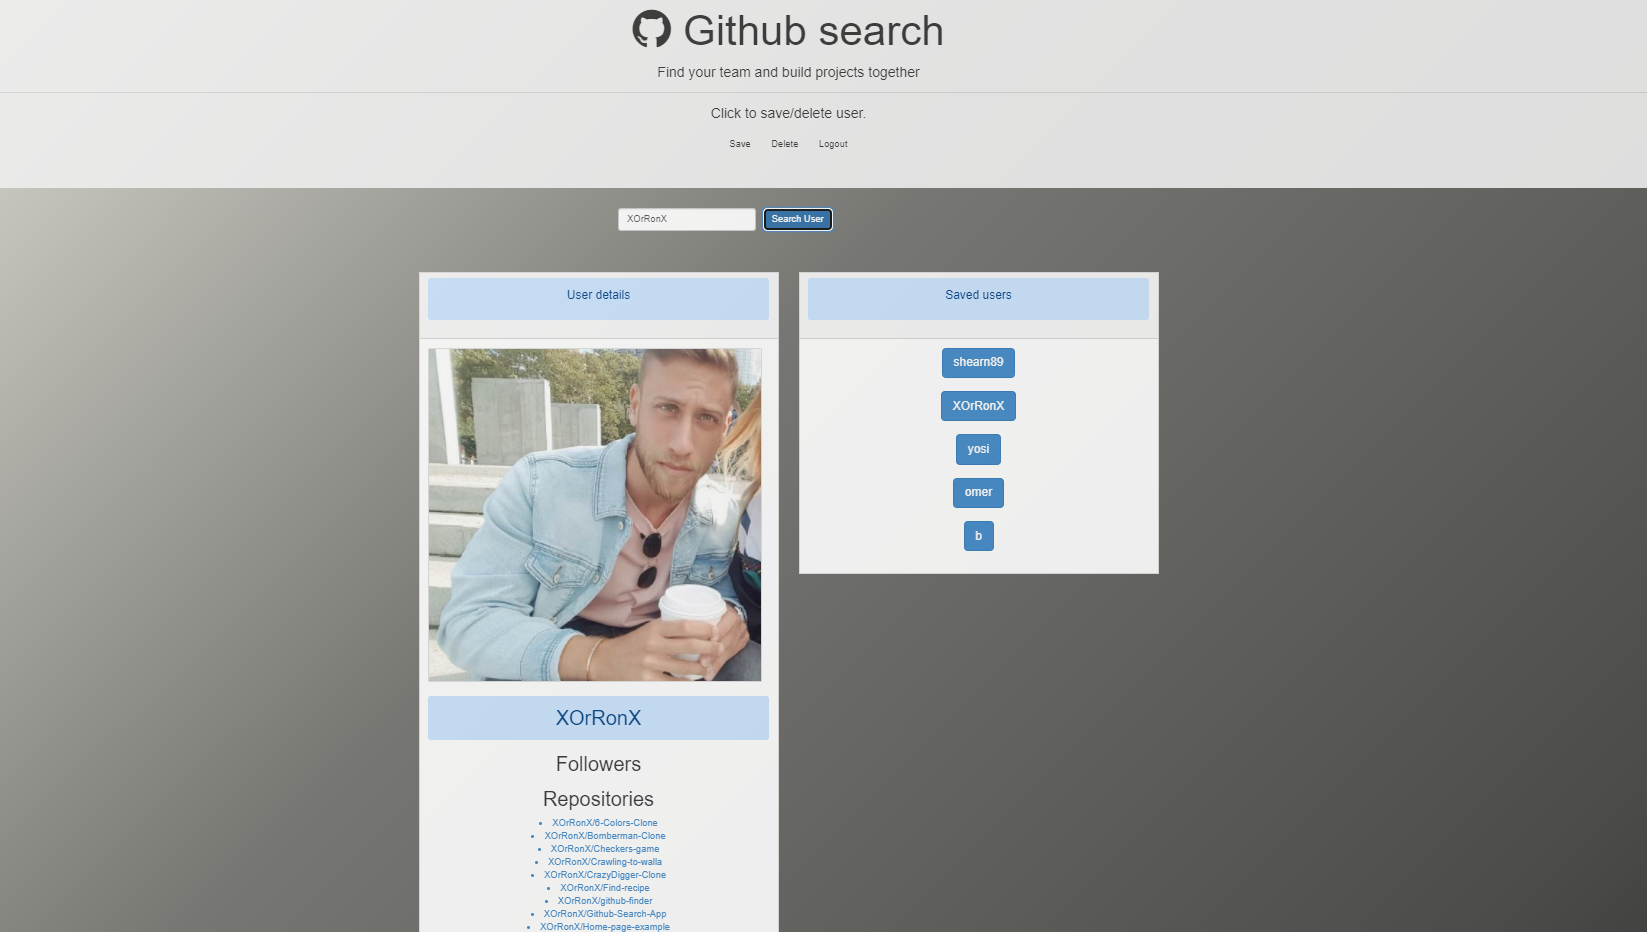 Github search
Find your team and build projects together
Click to save/delete user.
Save Delete Logout
XOrRonX Search User
User details
XOrRonX
Followers
Repositories
XOrRonX/6-Colors-Clone
XOrRonX/Bomberman-Clone
XOrRonX/Checkers-game
XOrRonX/Crawling-to-walla
XOrRonX/CrazyDigger-Clone
XOrRonX/Find-recipe
XOrRonX/github-finder
XOrRonX/Github-Search-App
XOrRonX/Home-page-example
Saved users
shearn89
XOrRonX
yosi
omer
b